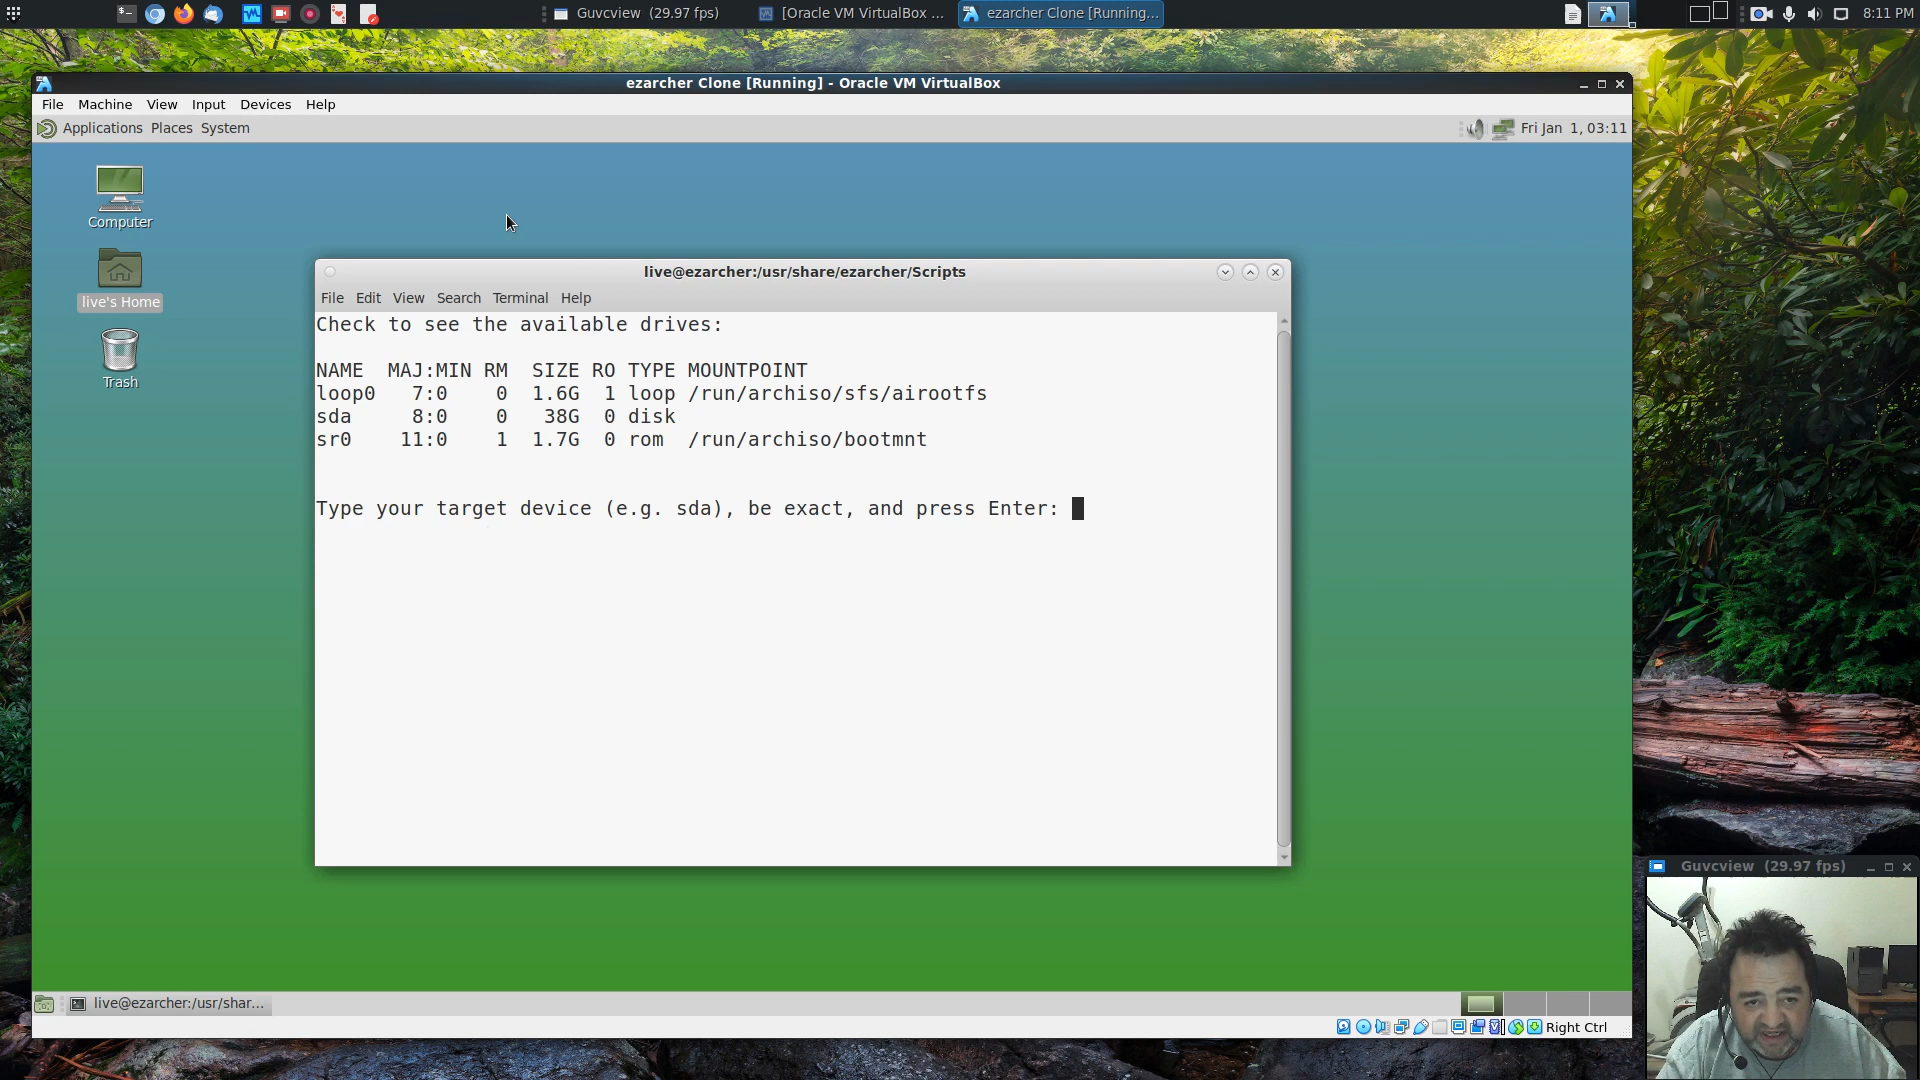 Guvcview (29.97 fps)
[Oracle VM VirtualBox ...
ezarcher Clone [Running...
8:11 PM
ezarcher Clone [Running] - Oracle VM VirtualBox
File Machine View Input Devices Help
Applications Places System
Fri Jan 1, 03:11
Computer
live's Home
Trash
live@ezarcher:/usr/share/ezarcher/Scripts
File Edit View Search Terminal Help
Check to see the available drives:
NAME MAJ:MIN RM SIZE RO TYPE MOUNTPOINT
loop0 7:0 0 1.6G 1 loop /run/archiso/sfs/airootfs
sda 8:0 0 38G 0 disk
sr0 11:0 1 1.7G 0 rom /run/archiso/bootmnt
Type your target device (e.g. sda), be exact, and press Enter:
Guvcview (29.97 fps)
live@ezarcher:/usr/shar...
Right Ctrl